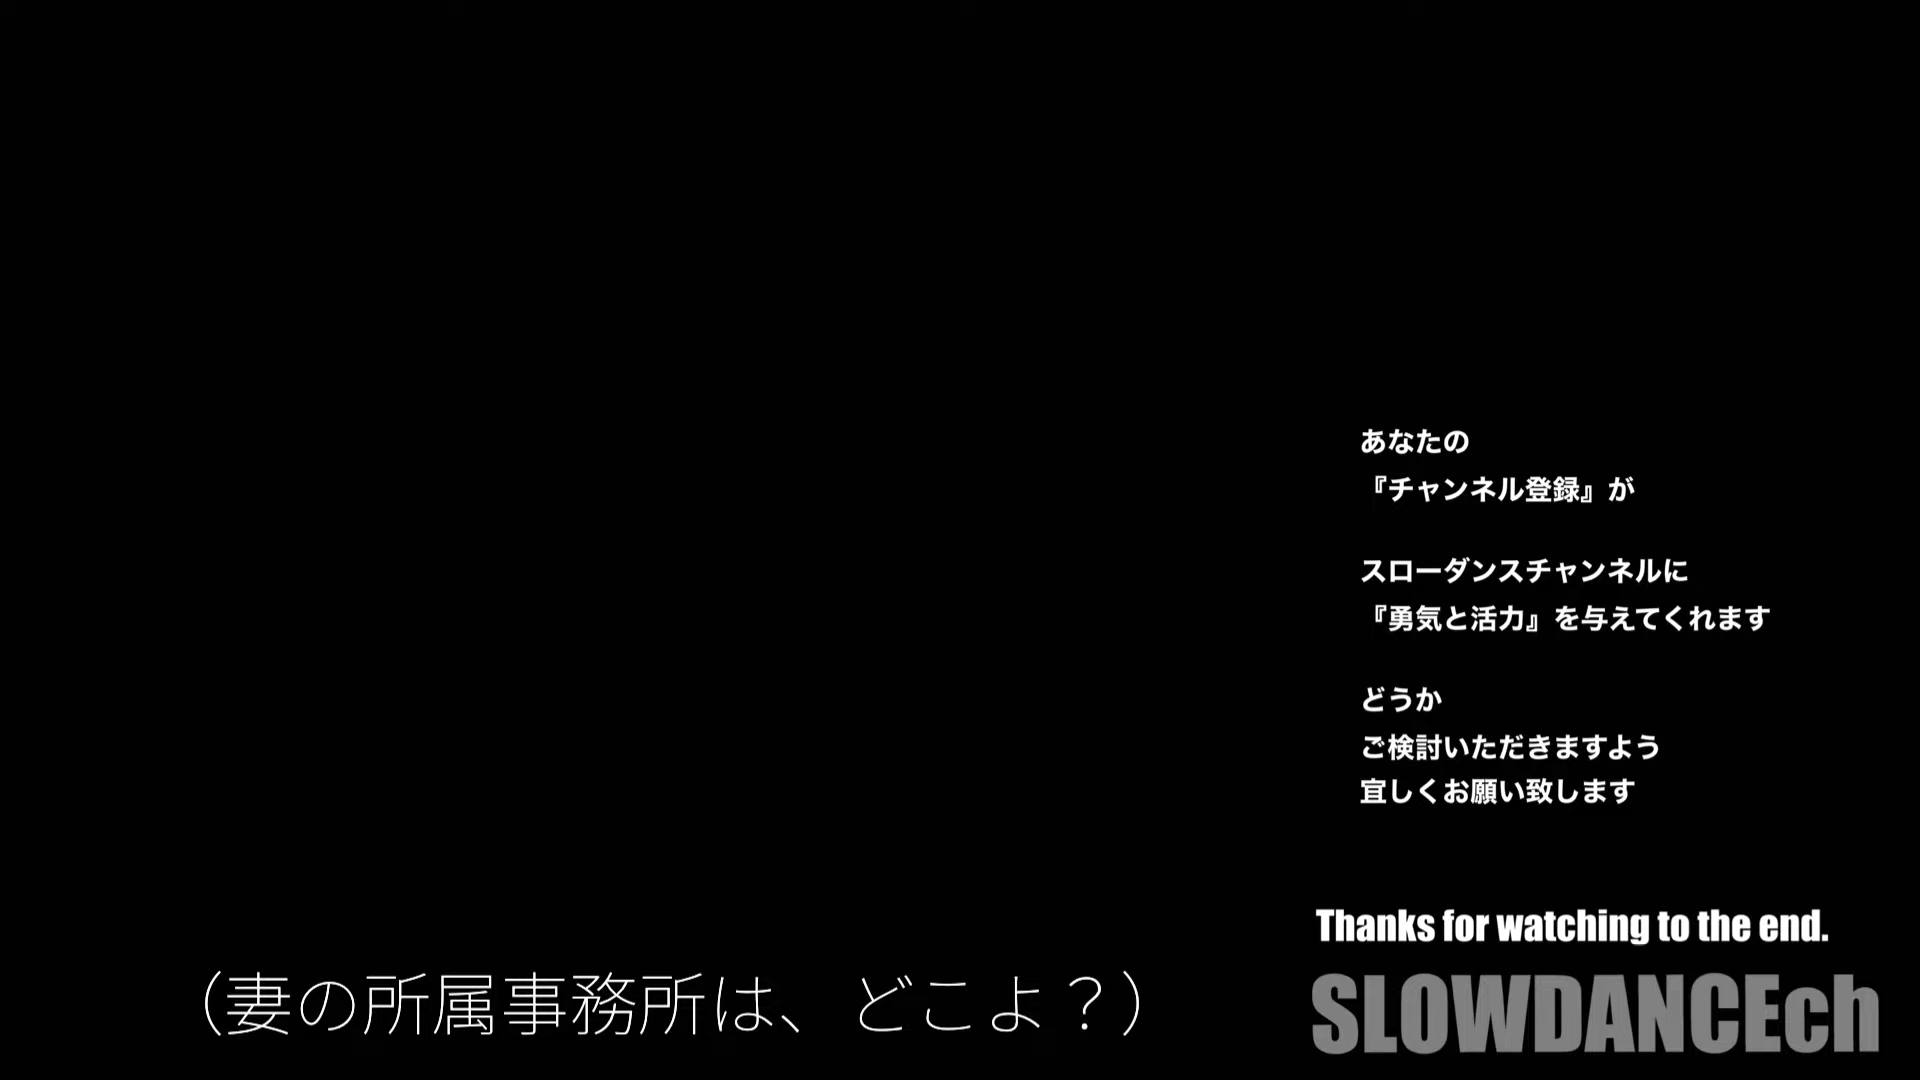 あなたの
『チャンネル登録』が
スローダンスチャンネルに
『勇気と活力』を与えてくれます
どうか
ご検討いただきますよう
宜しくお願い致します
Thanks for watching to the end.
SLOWDANCEch
（妻の所属事務所は、どこよ？）